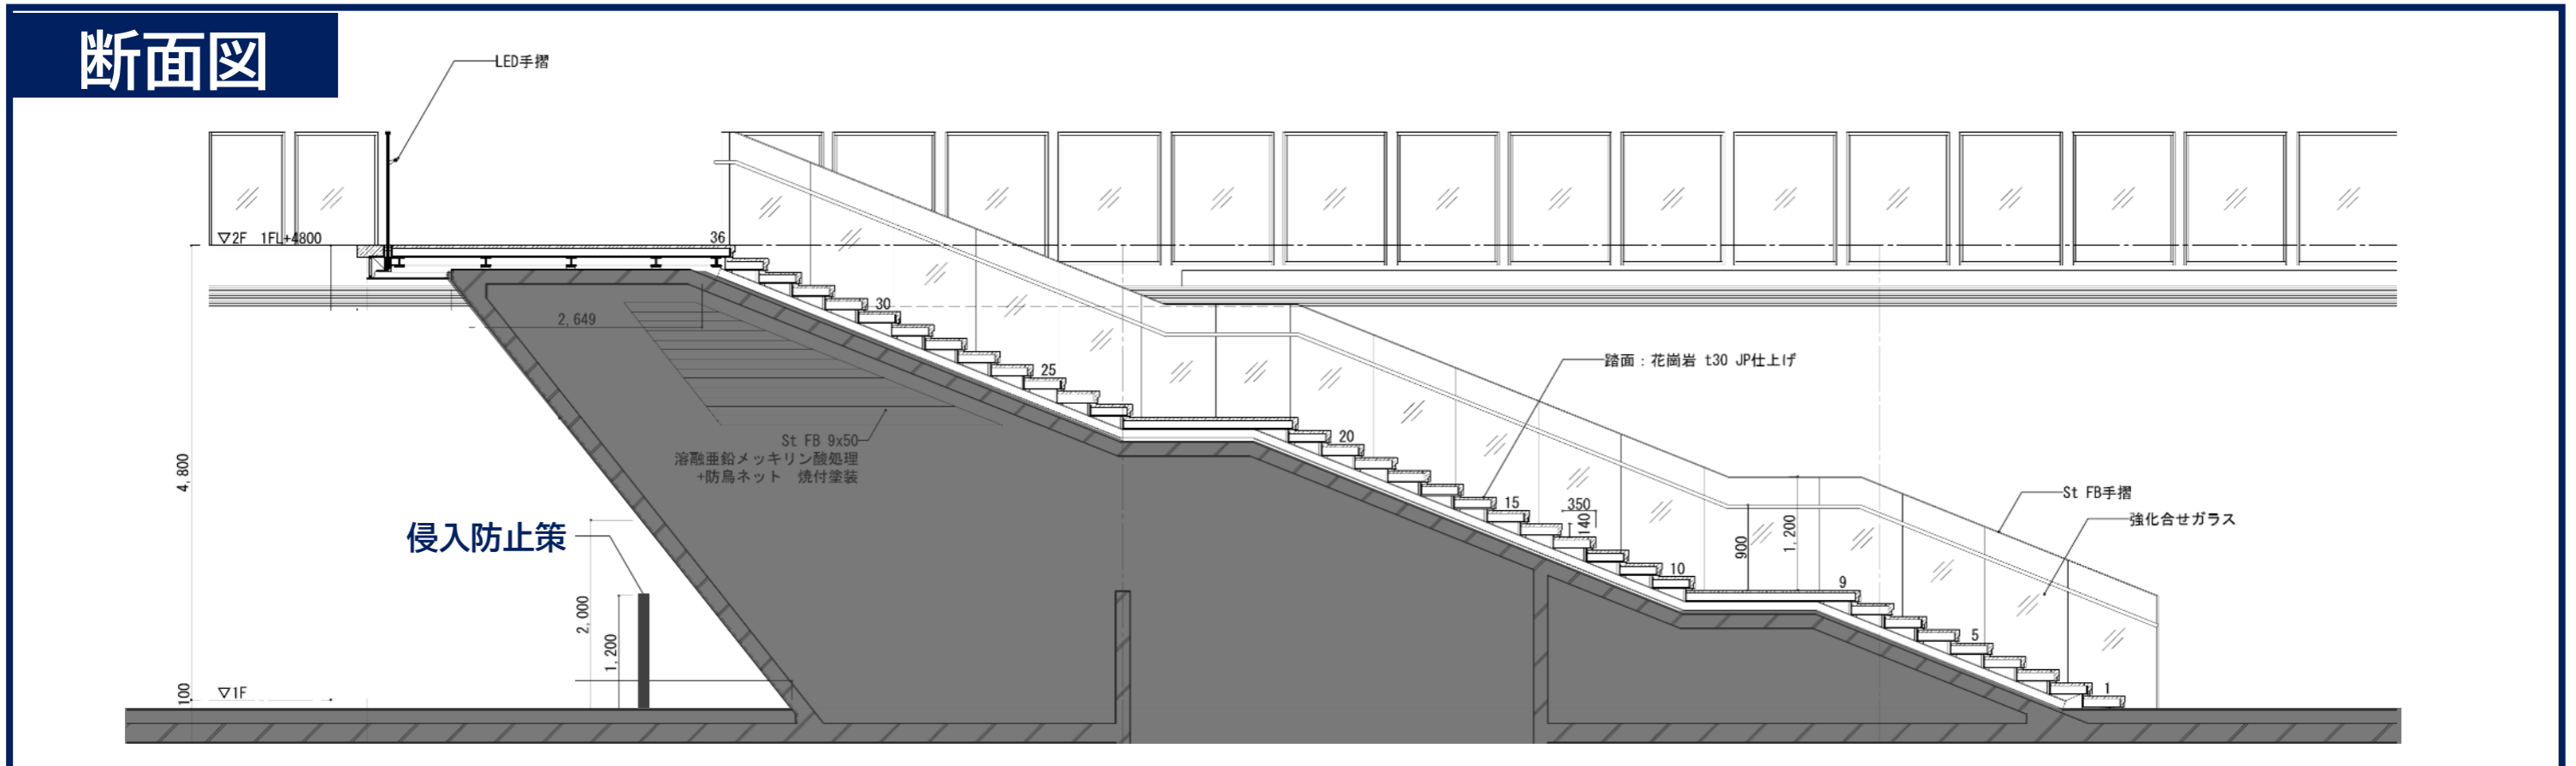 断面図
LED手摺
▽2F 1FL+4800
36
30
2,649
25
踏面：花崗岩 t30 JP仕上げ
St FB 9x50
溶融亜鉛メッキリン酸処理
+防鳥ネット 焼付塗装
20
4,800
15
350
140
St FB手摺
強化合せガラス
侵入防止策
900
1,200
10
9
2,000
1,200
5
100
▽1F
1